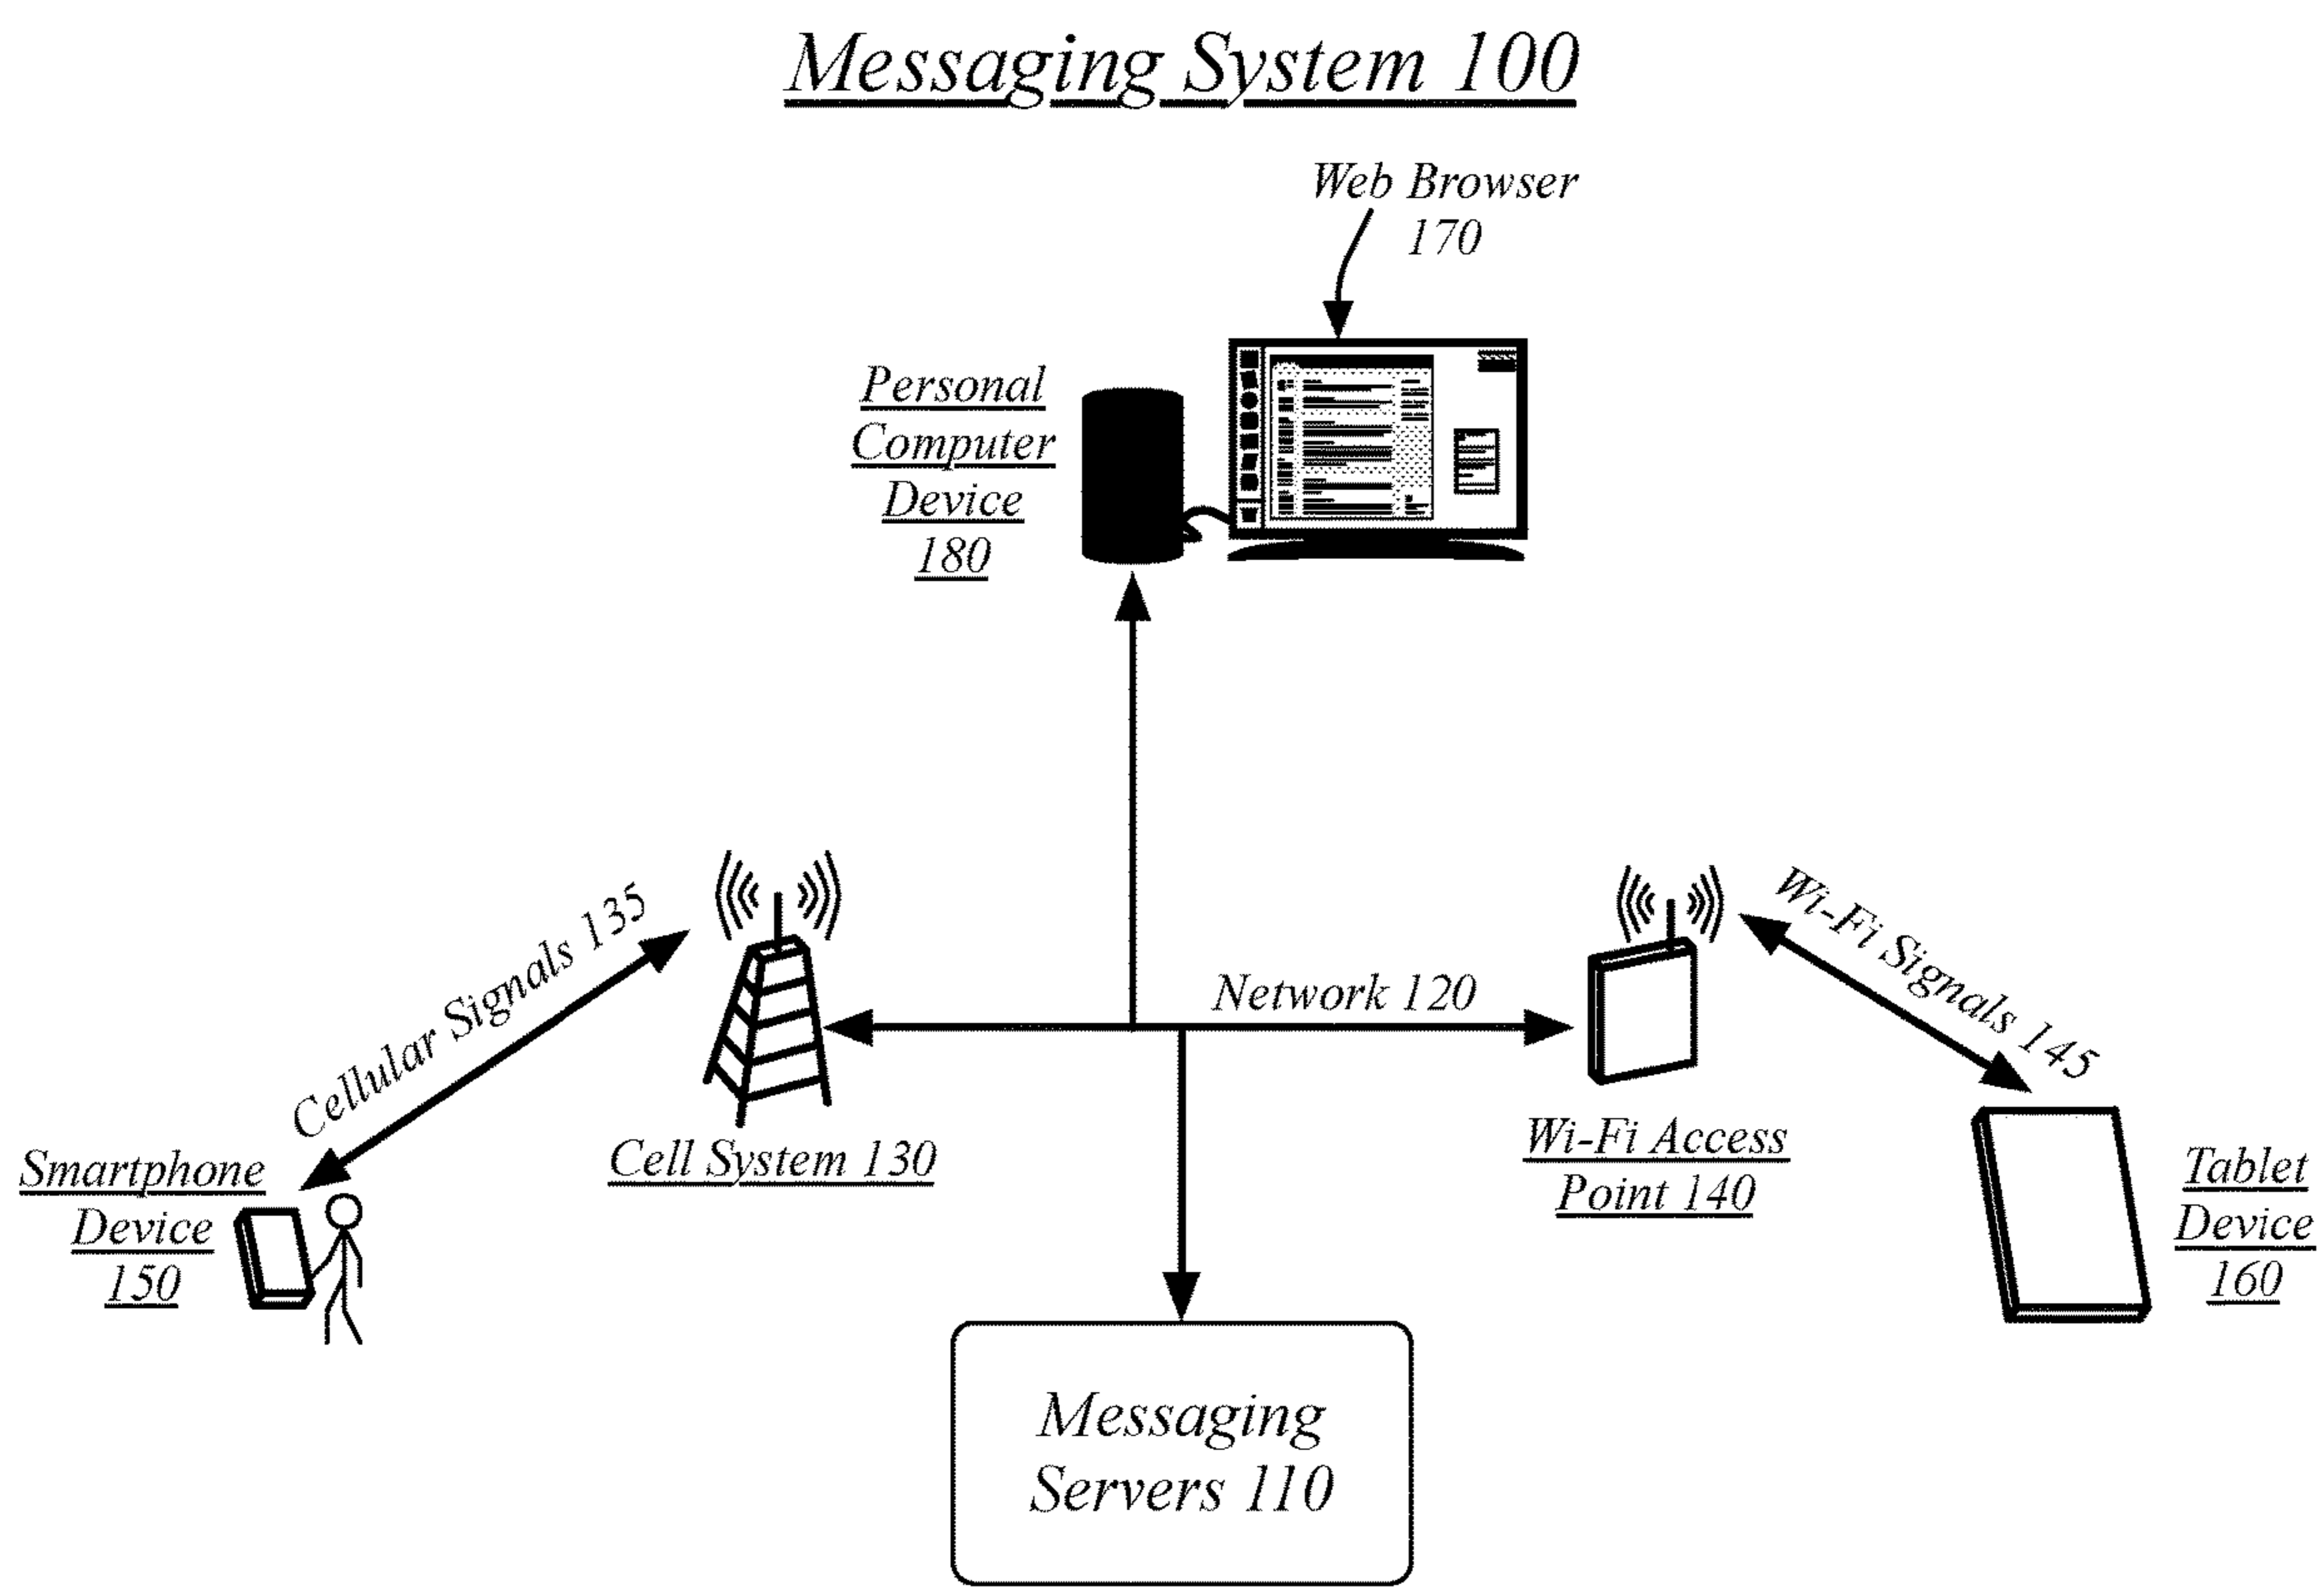 Messaging System 100
Web Browser
170
Personal
Computer
Device
180
Cellular Signals 135
Wi-Fi Signals 145
Network 120
Cell System 130
Wi-Fi Access
Point 140
Smartphone
Device
150
Tablet
Device
160
Messaging
Servers 110